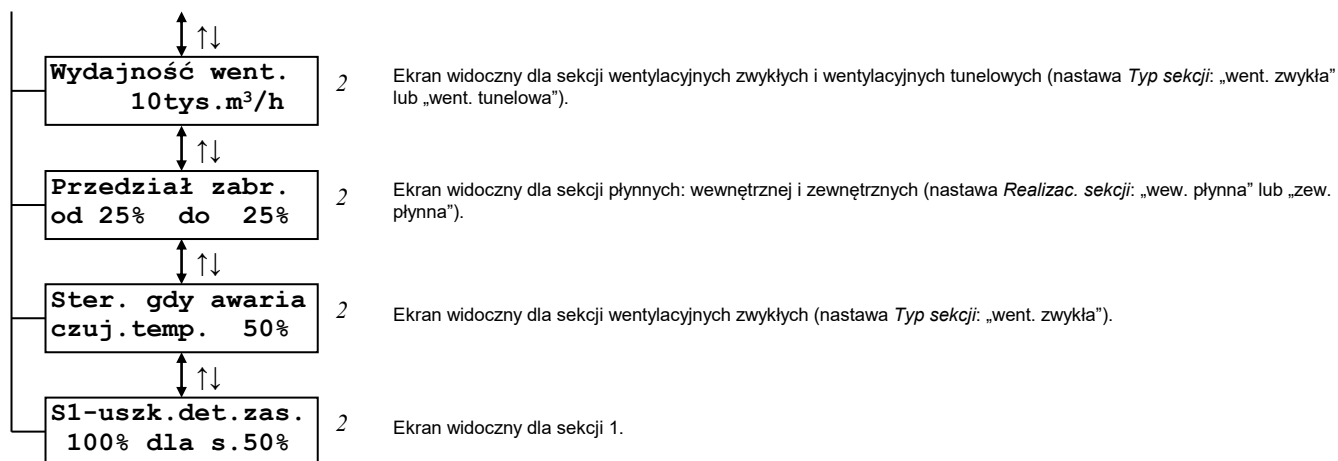 ↑↓
Wydajność went.
10tys.m³/h
2
Ekran widoczny dla sekcji wentylacyjnych zwykłych i wentylacyjnych tunelowych (nastawa Typ sekcji: „went. zwykła”
lub „went. tunelowa”).
↑↓
Przedział zabr.
od 25% do 25%
2
Ekran widoczny dla sekcji płynnych: wewnętrznej i zewnętrznych (nastawa Realizac. sekcji: „wew. płynna” lub „zew.
płynna”).
↑↓
Ster. gdy awaria
czuj.temp. 50%
2
Ekran widoczny dla sekcji wentylacyjnych zwykłych (nastawa Typ sekcji: „went. zwykła”).
↑↓
S1-uszk.det.zas.
100% dla s.50%
2
Ekran widoczny dla sekcji 1.